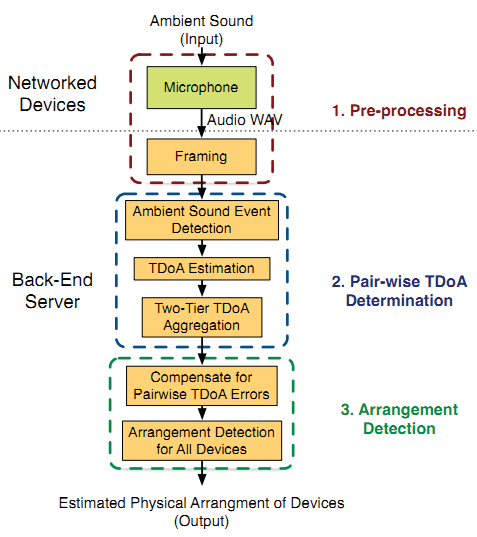 Ambient Sound
(Input)
Networked
Devices
Microphone
1. Pre-processing
Audio WAV
Framing
Ambient Sound Event
Detection
Back-End
Server
TDoA Estimation
2. Pair-wise TDoA
Determination
Two-Tier TDoA
Aggregation
Compensate for
Pairwise TDoA Errors
3. Arrangement
Detection
Arrangement Detection
for All Devices
Estimated Physical Arrangment of Devices
(Output)